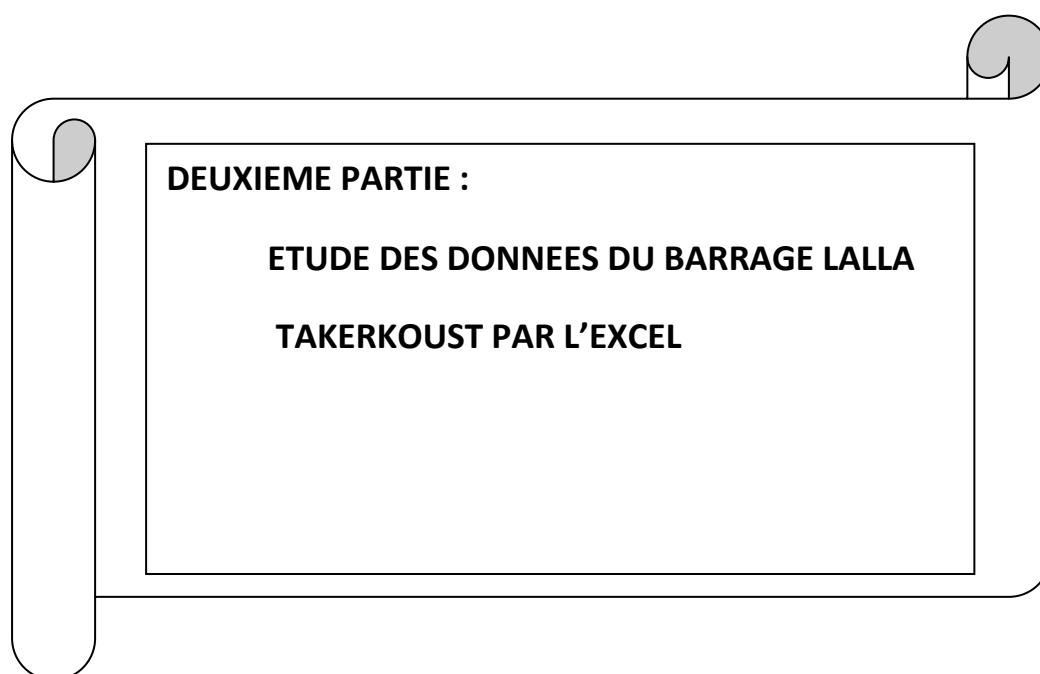 DEUXIEME PARTIE :
ETUDE DES DONNEES DU BARRAGE LALLA
TAKERKOUST PAR L’EXCEL